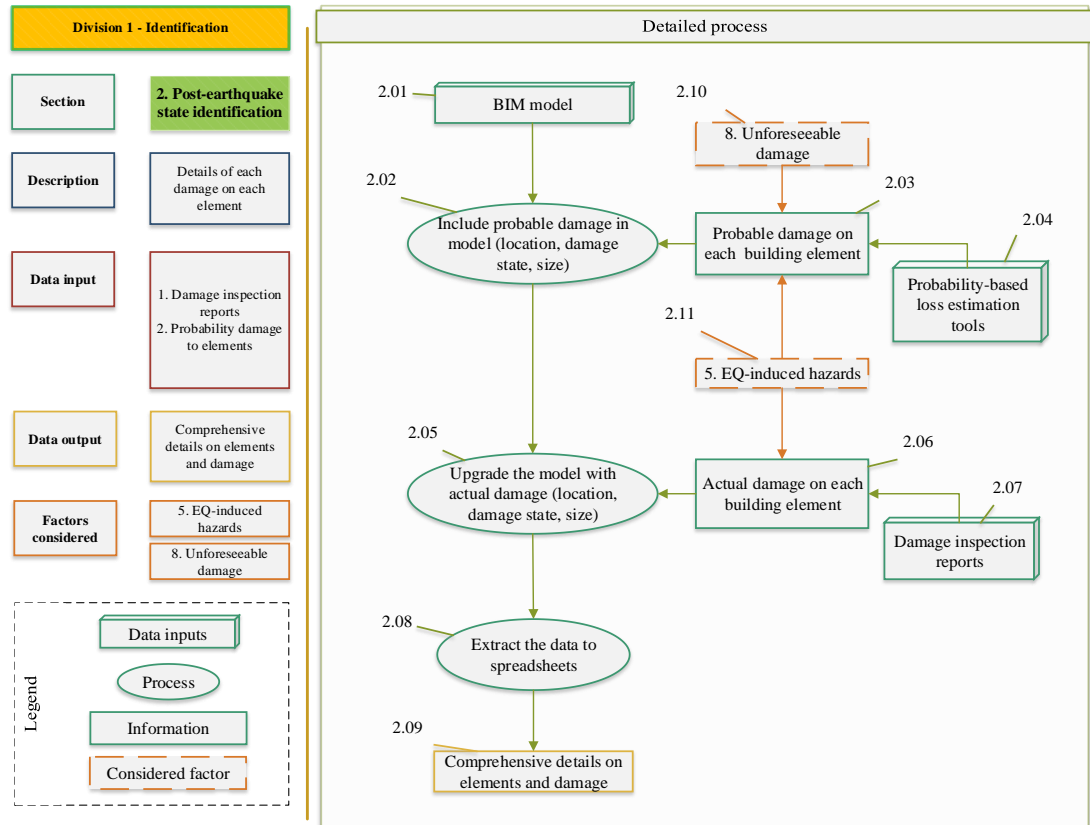 Division 1 - Identification
Section
2. Post-earthquake
state identification
Description
Details of each
damage on each
element
Data input
1. Damage inspection
reports
2. Probability damage
to elements
Data output
Comprehensive
details on elements
and damage
Factors
considered
5. EQ-induced
hazards
8. Unforeseeable
damage
Legend
Data inputs
Process
Information
Considered factor
Detailed process
2.01
BIM model
2.10
8. Unforeseeable
damage
2.02
Include probable damage in
model (location, damage
state, size)
2.03
Probable damage on
each building element
2.04
Probability-based
loss estimation
tools
2.11
5. EQ-induced hazards
2.05
Upgrade the model with
actual damage (location,
damage state, size)
2.06
Actual damage on each
building element
2.07
Damage inspection
reports
2.08
Extract the data to
spreadsheets
2.09
Comprehensive details on
elements and damage